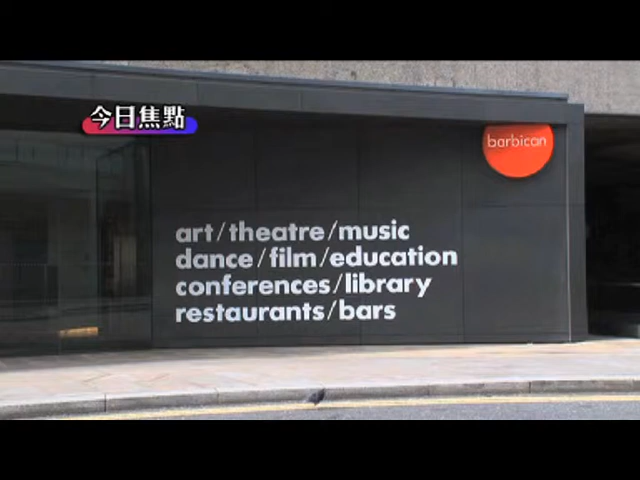 今日焦點
barbican
art/theatre/music
dance/film/education
conferences/library
restaurants/bars